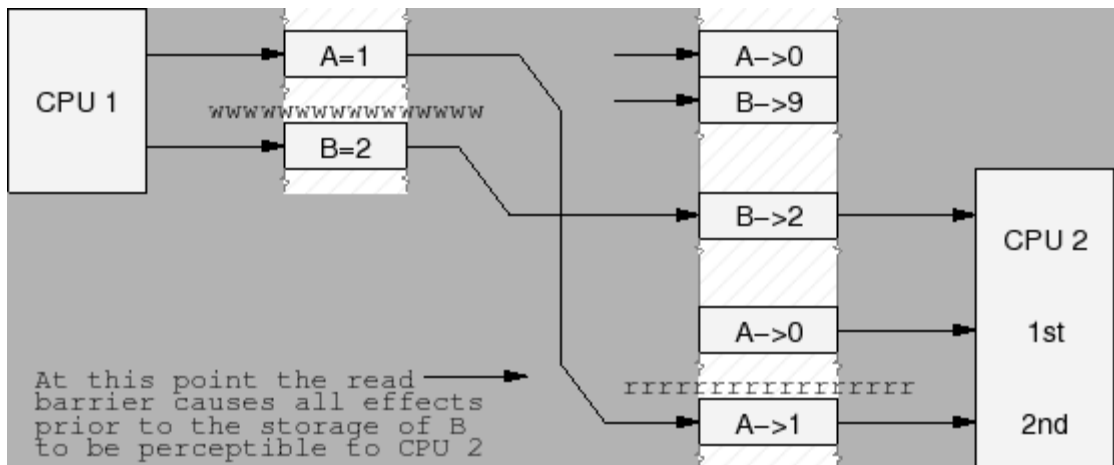 A=1
A->0
CPU 1
B->9
wwwwwwwwwwwwwwww
B=2
B->2
CPU 2
A->0
1st
At this point the read
barrier causes all effects
prior to the storage of B
to be perceptible to CPU 2
rrrrrrrrrrrrrrrrr
A->1
2nd